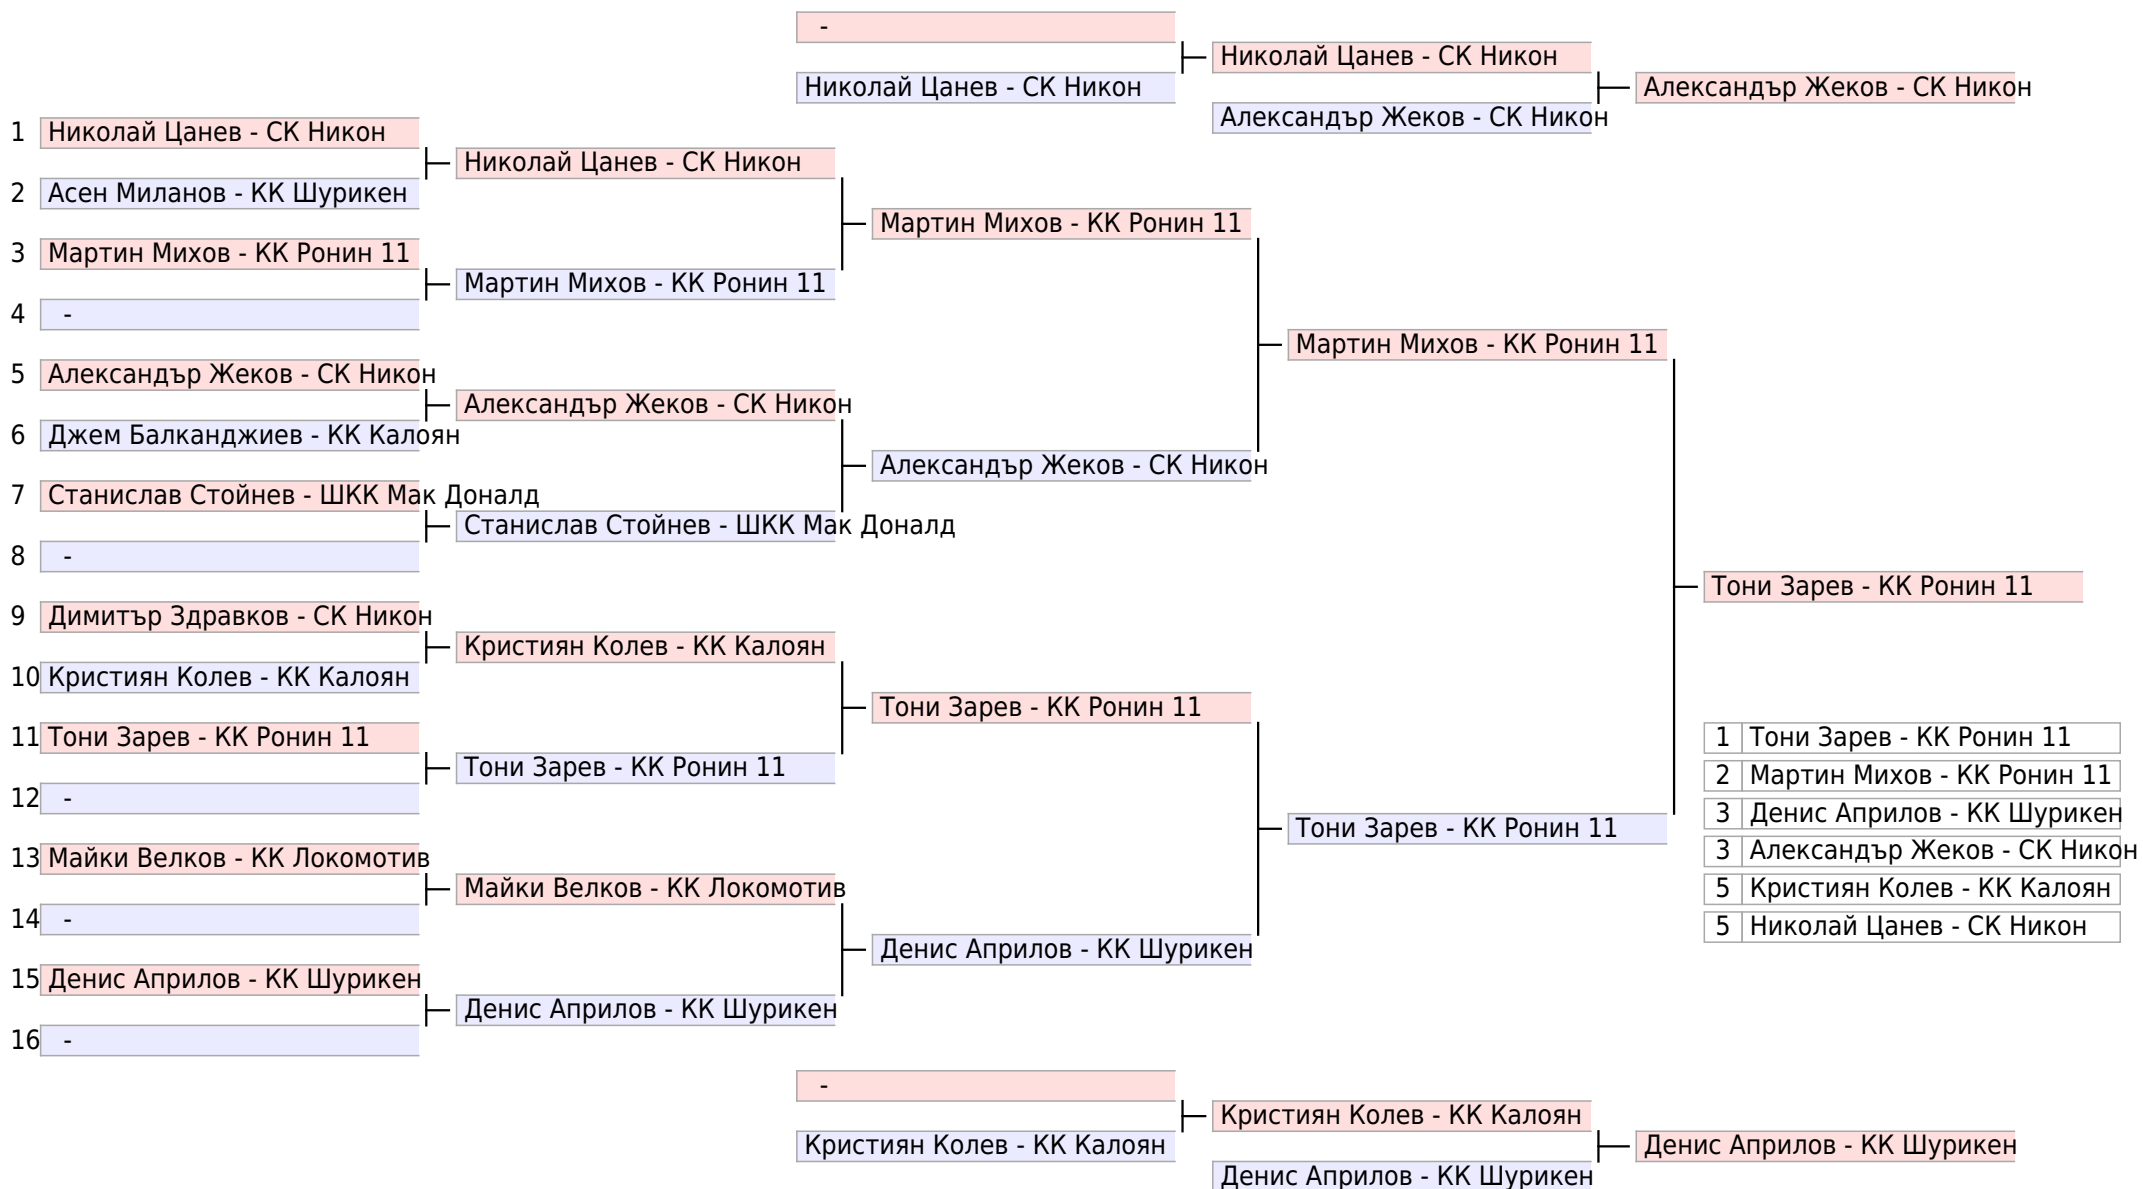 -
Николай Цанев - СК Никон
Николай Цанев - СК Никон
Александър Жеков - СК Никон
Александър Жеков - СК Никон
1 Николай Цанев - СК Никон
2 Асен Миланов - КК Шурикен
3 Мартин Михов - КК Ронин 11
4 -
5 Александър Жеков - СК Никон
6 Джем Балканджиев - КК Калоян
7 Станислав Стойнев - ШКК Мак Доналд
8 -
9 Димитър Здравков - СК Никон
10 Кристиян Колев - КК Калоян
11 Тони Зарев - КК Ронин 11
12 -
13 Майки Велков - КК Локомотив
14 -
15 Денис Априлов - КК Шурикен
16 -
Николай Цанев - СК Никон
Мартин Михов - КК Ронин 11
Александър Жеков - СК Никон
Станислав Стойнев - ШКК Мак Доналд
Кристиян Колев - КК Калоян
Тони Зарев - КК Ронин 11
Майки Велков - КК Локомотив
Денис Априлов - КК Шурикен
Мартин Михов - КК Ронин 11
Александър Жеков - СК Никон
Тони Зарев - КК Ронин 11
Денис Априлов - КК Шурикен
Мартин Михов - КК Ронин 11
Тони Зарев - КК Ронин 11
Тони Зарев - КК Ронин 11
1 Тони Зарев - КК Ронин 11
2 Мартин Михов - КК Ронин 11
3 Денис Априлов - КК Шурикен
3 Александър Жеков - СК Никон
5 Кристиян Колев - КК Калоян
5 Николай Цанев - СК Никон
-
Кристиян Колев - КК Калоян
Кристиян Колев - КК Калоян
Денис Априлов - КК Шурикен
Денис Априлов - КК Шурикен